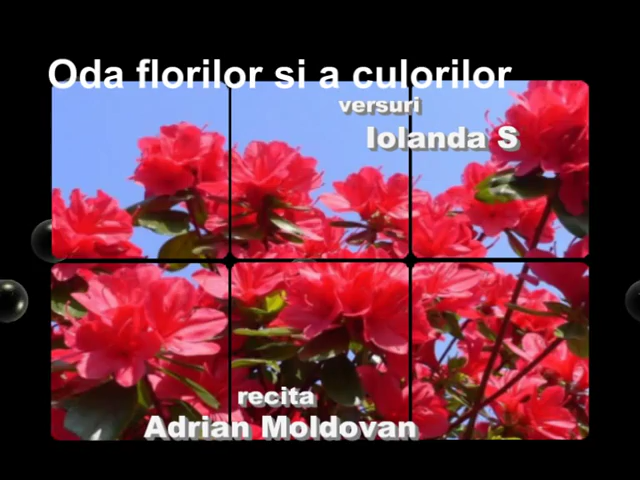 Oda florilor si a culorilor
versuri
Iolanda S
recita
Adrian Moldovan